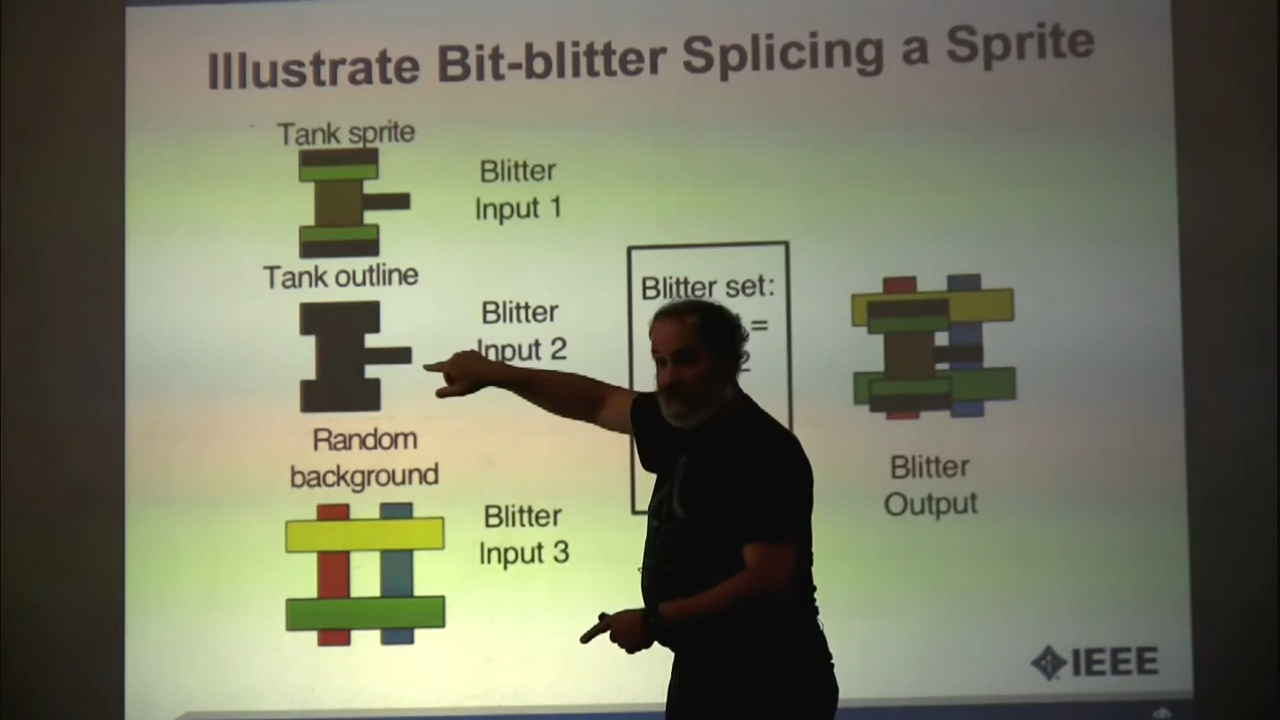 Illustrate Bit-blitter Splicing a Sprite
Tank sprite
Blitter
Input 1
Tank outline
Blitter
Input 2
Blitter set:
=
2
Random
background
Blitter
Input 3
Blitter
Output
IEEE